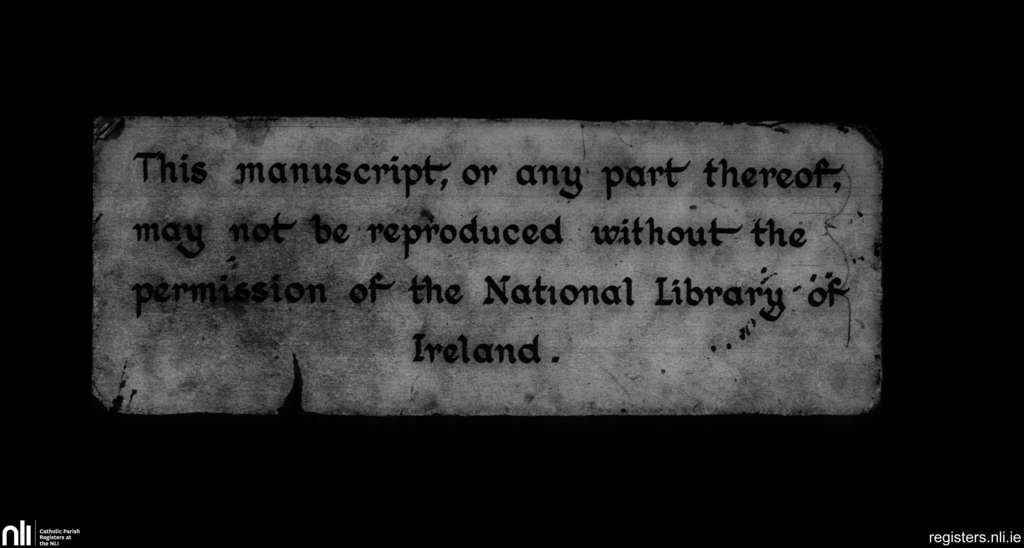 This manuscript, or any part thereof,
may not be reproduced without the
permission of the National Library of
Ireland.
nli
Catholic Parish
Registers at
the NLI
registers.nli.ie